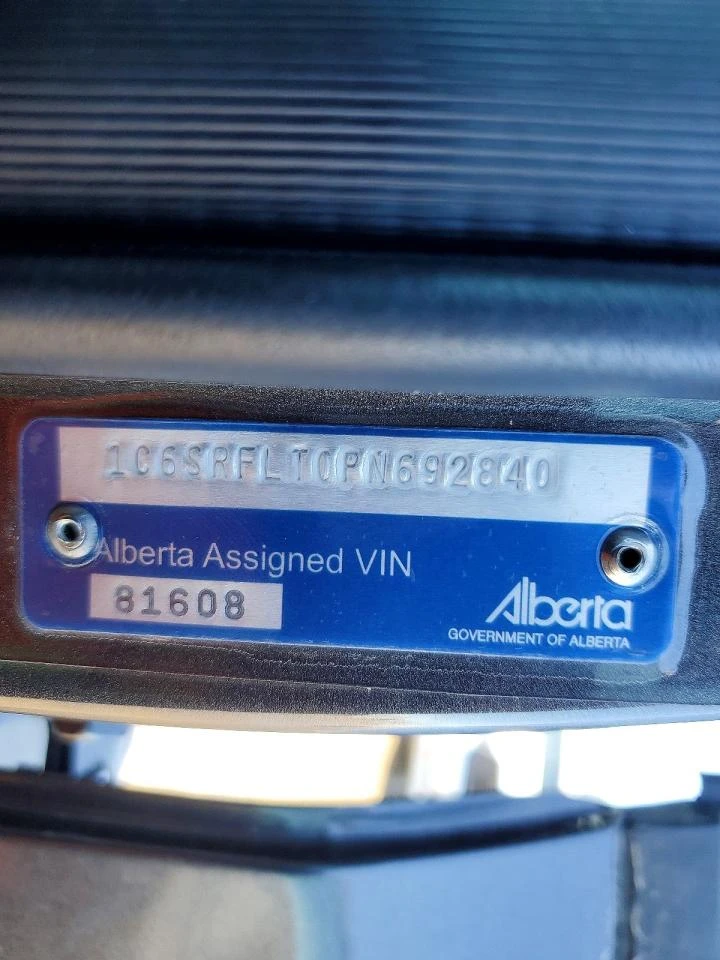 1C6SRFLT0PN692840
Alberta Assigned VIN
81608
Alberta
GOVERNMENT OF ALBERTA